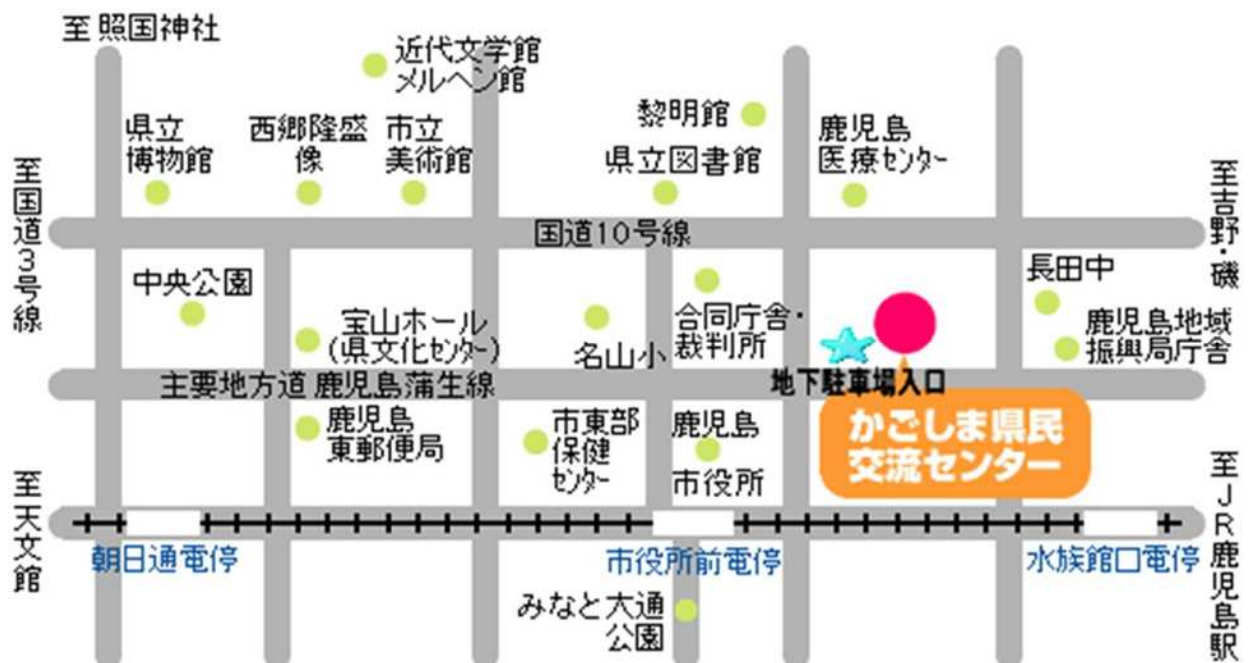 至 照国神社
近代文学館
メルヘン館
黎明館
県立
博物館
西郷隆盛
像
市立
美術館
県立図書館
鹿児島
医療センター
至国道3号線
至吉野・磯
国道10号線
中央公園
宝山ホール
(県文化センター)
名山小
合同庁舎・
裁判所
長田中
鹿児島地域
振興局庁舎
地下駐車場入口
主要地方道 鹿児島蒲生線
かごしま県民
交流センター
鹿児島
東郵便局
市東部
保健
センター
鹿児島
市役所
至天文館
至JR鹿児島駅
朝日通電停
市役所前電停
水族館口電停
みなと大通
公園